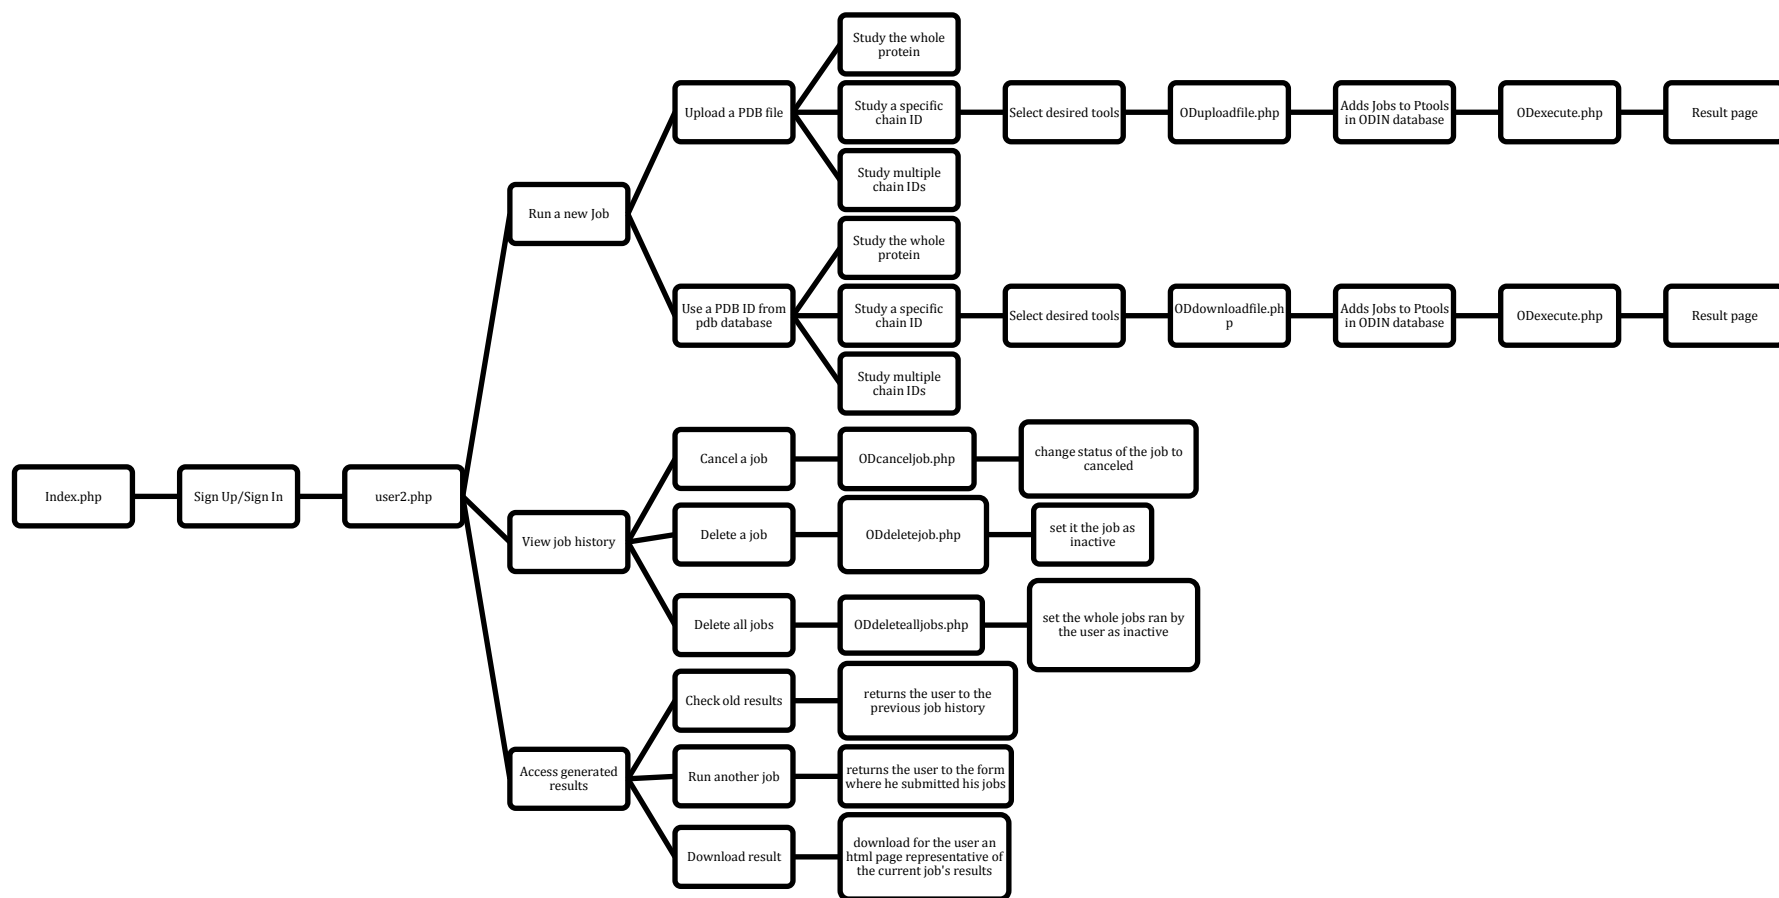 Index.php
Sign Up/Sign In
user2.php
Run a new Job
Upload a PDB file
Study the whole
protein
Study a specific
chain ID
Study multiple
chain IDs
Select desired tools
ODuploadfile.php
Adds Jobs to Ptools
in ODIN database
ODexecute.php
Result page
Use a PDB ID from
pdb database
Study the whole
protein
Study a specific
chain ID
Study multiple
chain IDs
Select desired tools
ODdownloadfile.ph
p
Adds Jobs to Ptools
in ODIN database
ODexecute.php
Result page
View job history
Cancel a job
ODcanceljob.php
change status of the job to
canceled
Delete a job
ODdeletejob.php
set it the job as
inactive
Delete all jobs
ODdeletealljobs.php
set the whole jobs ran by
the user as inactive
Access generated
results
Check old results
returns the user to the
previous job history
Run another job
returns the user to the form
where he submitted his jobs
Download result
download for the user an
html page representative of
the current job's results